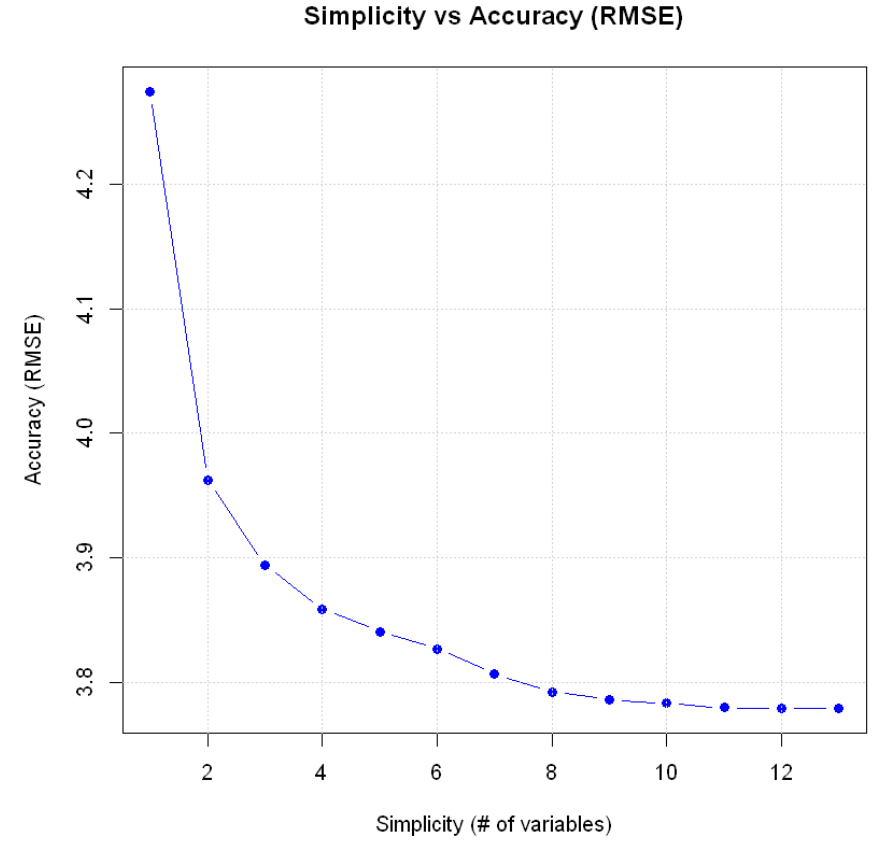 Simplicity vs Accuracy (RMSE)
4.2
4.1
4.0
3.9
3.8
Accuracy (RMSE)
2 4 6 8 10 12
Simplicity (# of variables)